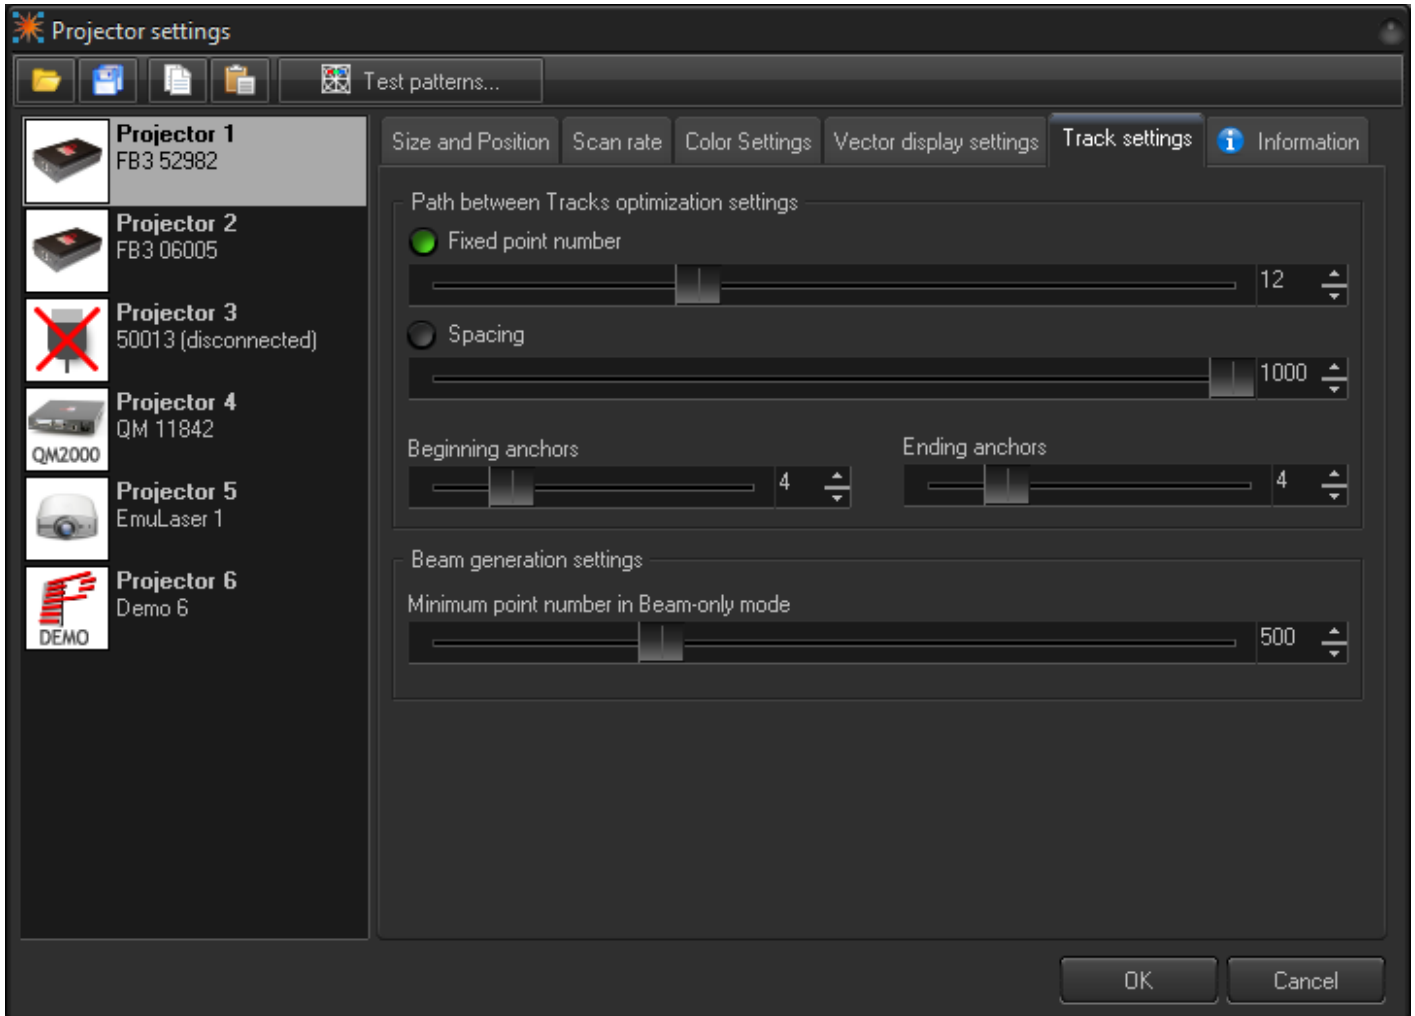 Projector settings
Test patterns...
Projector 1
FB3 52982
Projector 2
FB3 06005
Projector 3
50013 (disconnected)
Projector 4
QM 11842
QM2000
Projector 5
EmuLaser 1
Projector 6
Demo 6
DEMO
Size and Position Scan rate Color Settings Vector display settings Track settings Information
Path between Tracks optimization settings
Fixed point number
12
Spacing
1000
Beginning anchors Ending anchors
4 4
Beam generation settings
Minimum point number in Beam-only mode
500
OK Cancel